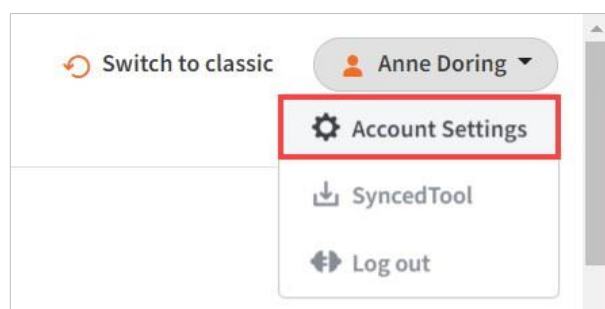 Switch to classic
Anne Doring
Account Settings
SyncedTool
Log out